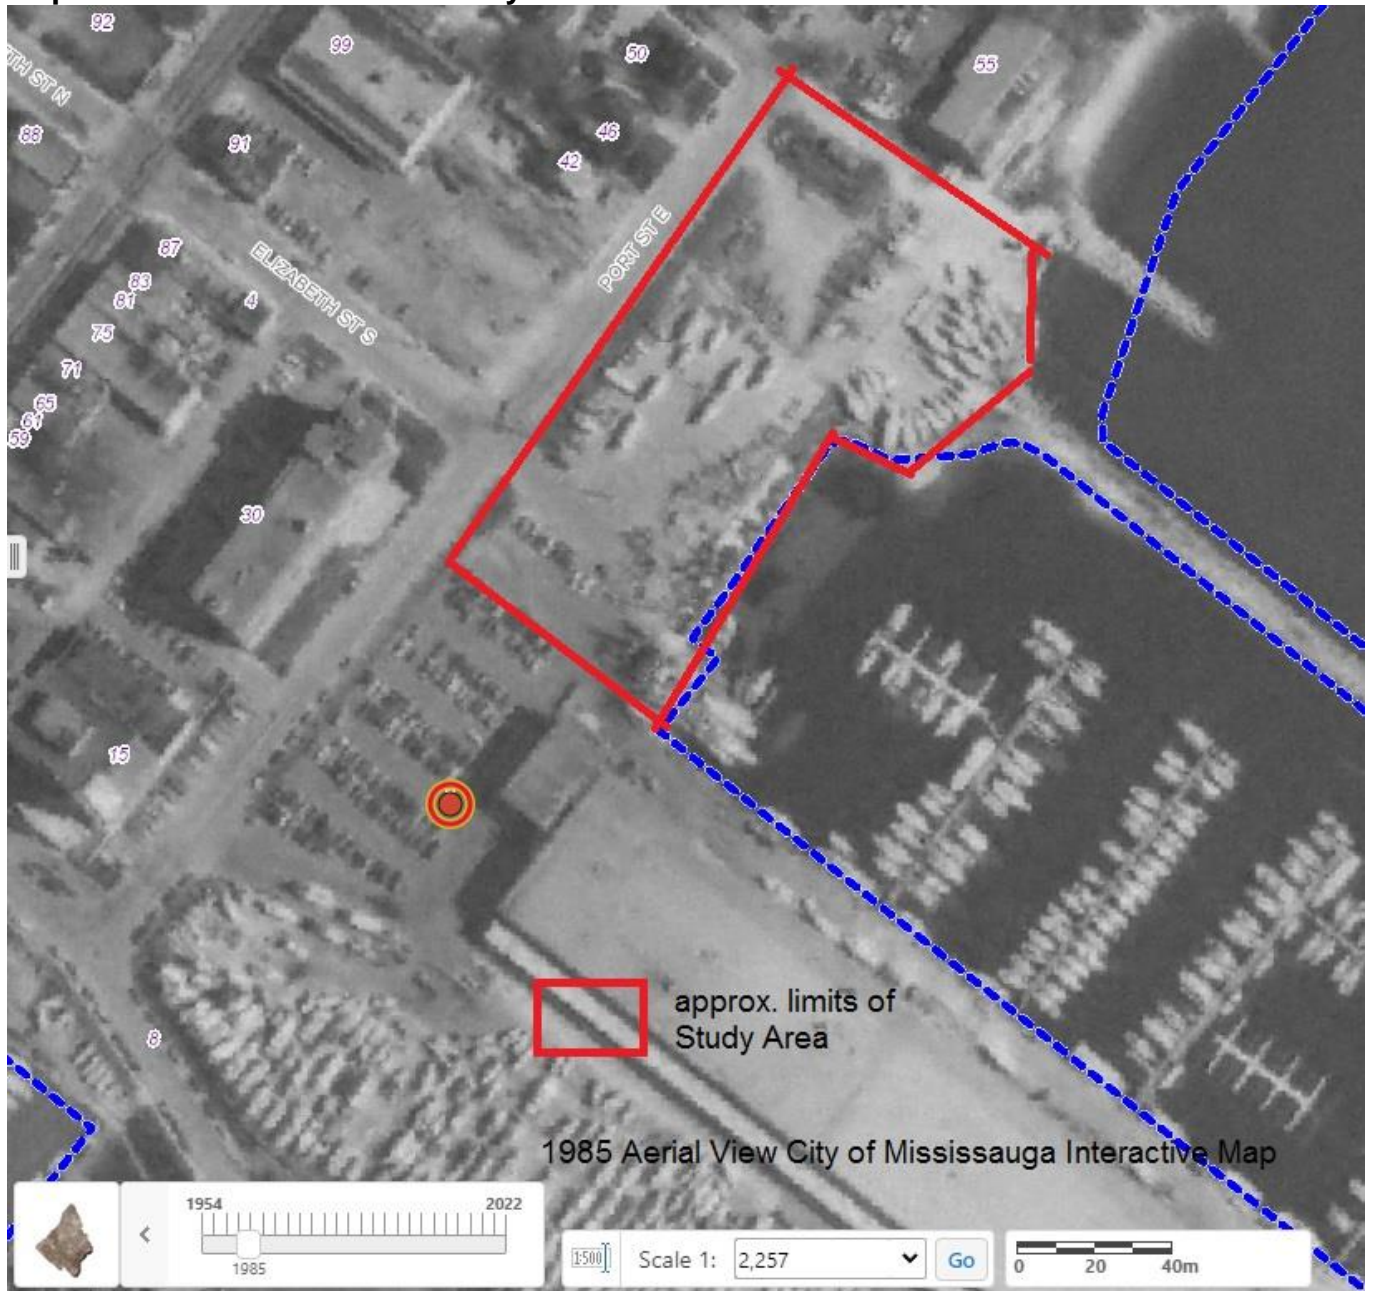 92
99
50
55
TH ST N
88
91
46
42
PORT ST E
87
ELIZABETH ST S
83
4
81
75
71
65
61
59
30
15
8
approx. limits of
Study Area
1985 Aerial View City of Mississauga Interactive Map
1954
2022
1985
1:500
Scale 1:
2,257
Go
0 20 40m